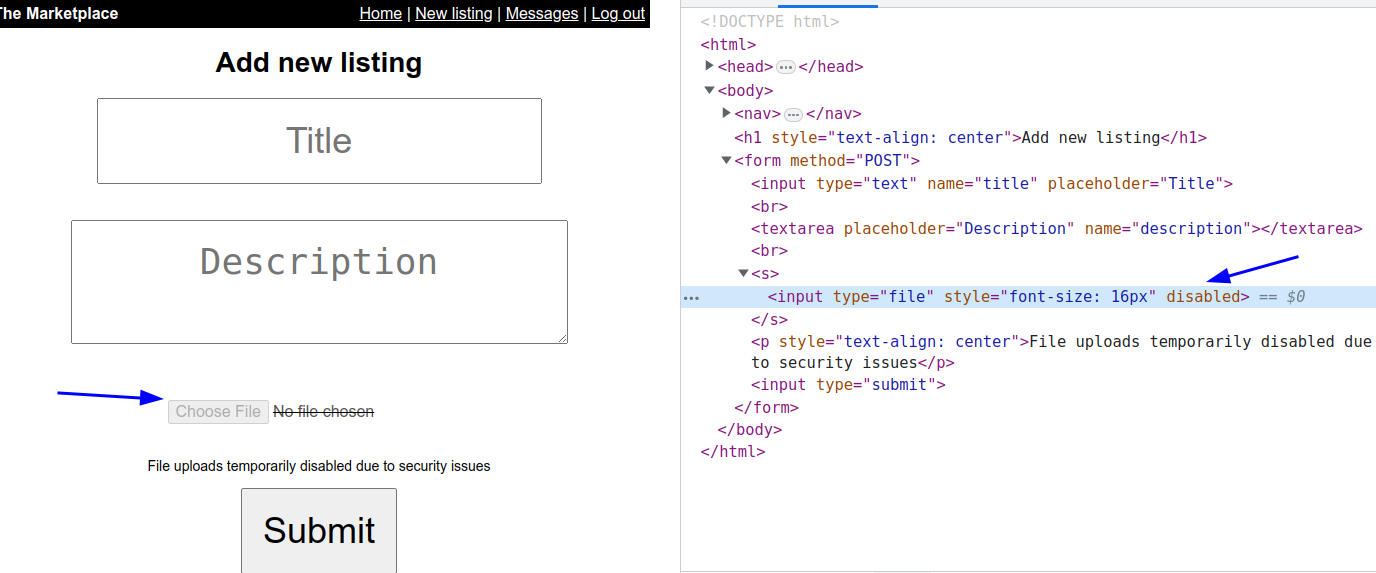 The Marketplace
Home | New listing | Messages | Log out
Add new listing
Title
Description
Choose File No file chosen
File uploads temporarily disabled due to security issues
Submit
<!DOCTYPE html>
<html>
<head>…</head>
<body>
<nav>…</nav>
<h1 style="text-align: center">Add new listing</h1>
<form method="POST">
<input type="text" name="title" placeholder="Title">
<br>
<textarea placeholder="Description" name="description"></textarea>
<br>
<s>
<input type="file" style="font-size: 16px" disabled> == $0
</s>
<p style="text-align: center">File uploads temporarily disabled due
to security issues</p>
<input type="submit">
</form>
</body>
</html>